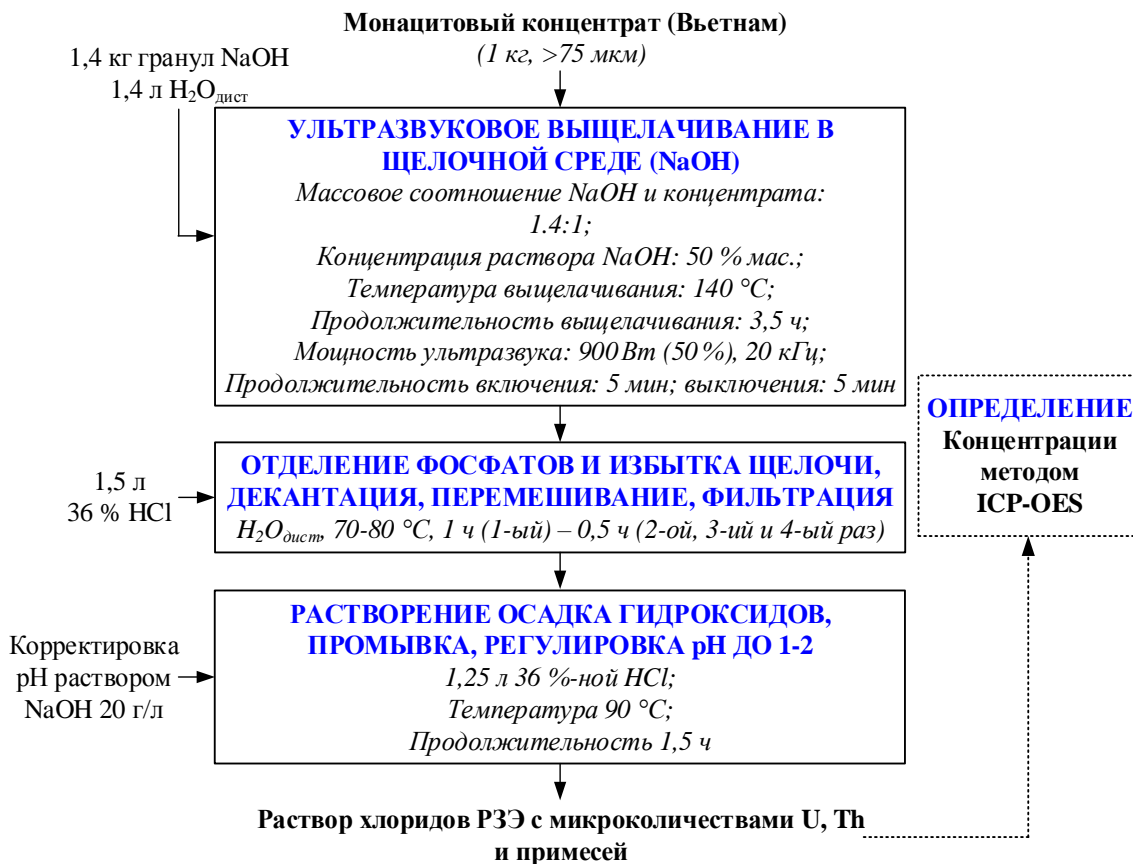 Монацитовый концентрат (Вьетнам)
(1 кг, >75 мкм)
1,4 кг гранул NaOH
1,4 л H₂Oдист
УЛЬТРАЗВУКОВОЕ ВЫЩЕЛАЧИВАНИЕ В
ЩЕЛОЧНОЙ СРЕДЕ (NaOH)
Массовое соотношение NaOH и концентрата:
1.4:1;
Концентрация раствора NaOH: 50 % мас.;
Температура выщелачивания: 140 °C;
Продолжительность выщелачивания: 3,5 ч;
Мощность ультразвука: 900 Вт (50 %), 20 кГц;
Продолжительность включения: 5 мин; выключения: 5 мин
ОПРЕДЕЛЕНИЕ
Концентрации
методом
ICP-OES
1,5 л
36 % HCl
ОТДЕЛЕНИЕ ФОСФАТОВ И ИЗБЫТКА ЩЕЛОЧИ,
ДЕКАНТАЦИЯ, ПЕРЕМЕШИВАНИЕ, ФИЛЬТРАЦИЯ
H₂Oдист, 70-80 °C, 1 ч (1-ый) – 0,5 ч (2-ой, 3-ий и 4-ый раз)
Корректировка
pH раствором
NaOH 20 г/л
РАСТВОРЕНИЕ ОСАДКА ГИДРОКСИДОВ,
ПРОМЫВКА, РЕГУЛИРОВКА pH ДО 1-2
1,25 л 36 %-ной HCl;
Температура 90 °C;
Продолжительность 1,5 ч
Раствор хлоридов РЗЭ с микроколичествами U, Th
и примесей